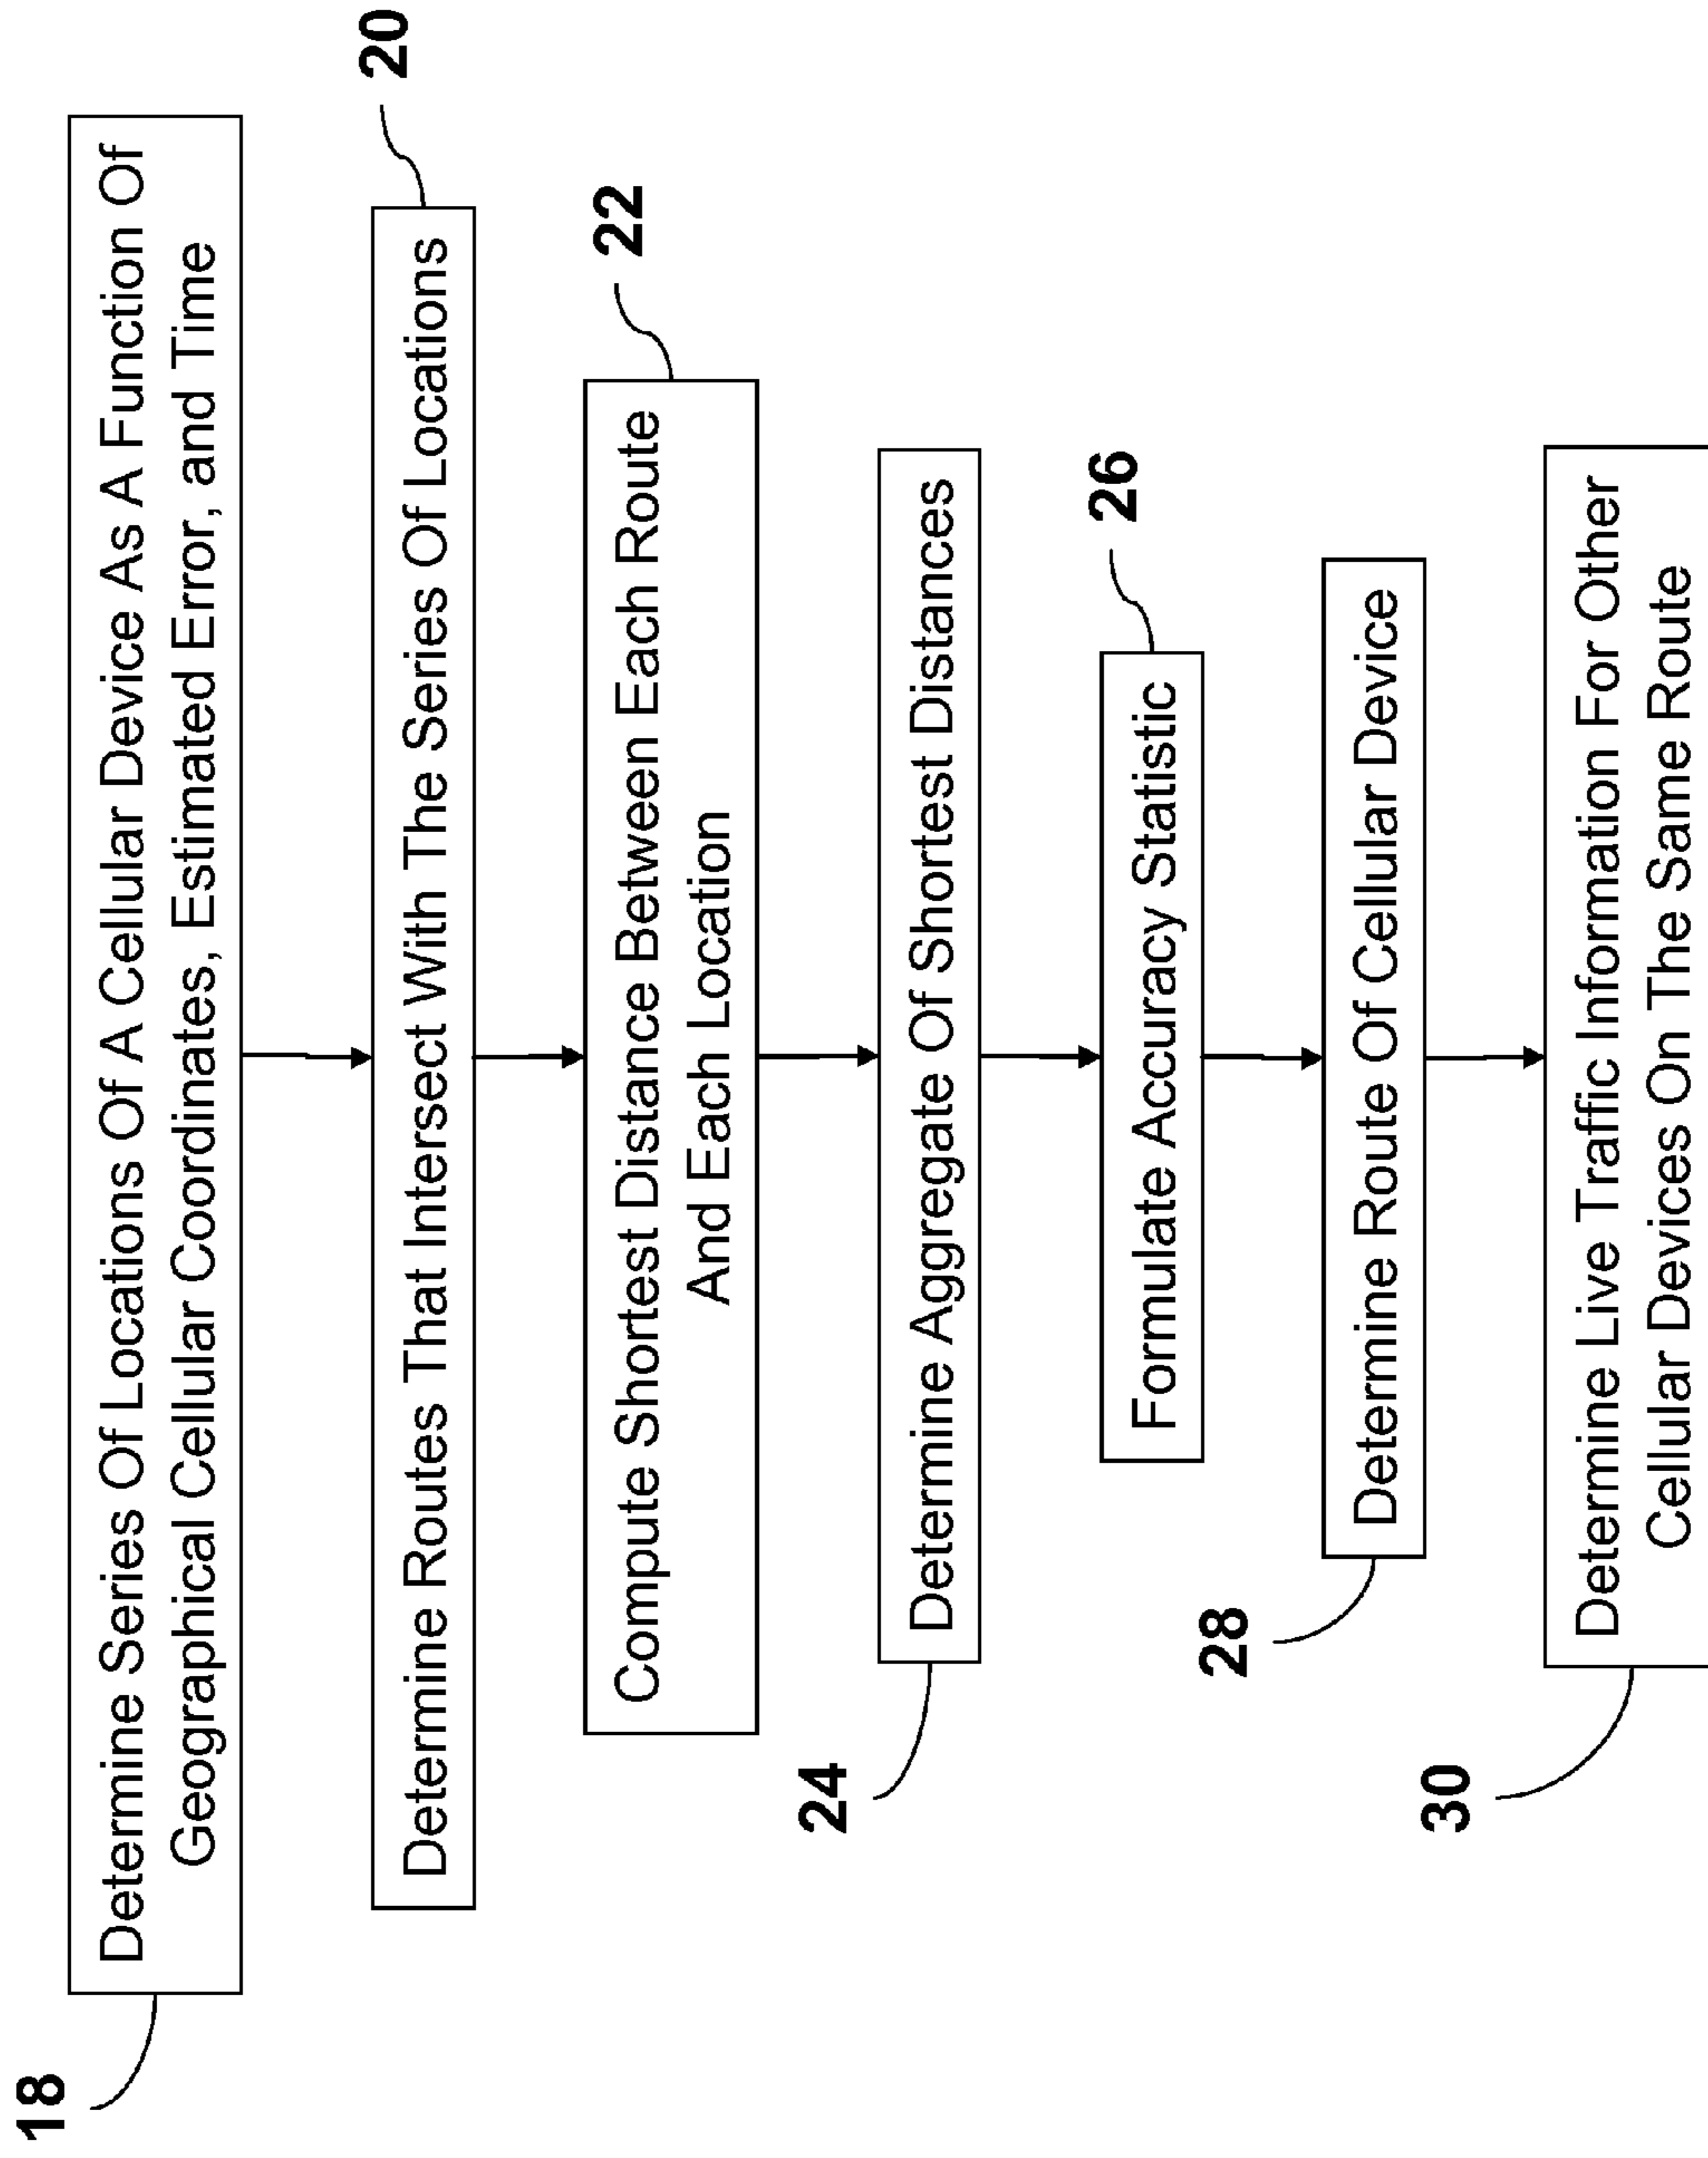 18
Determine Series Of Locations Of A Cellular Device As A Function Of
Geographical Cellular Coordinates, Estimated Error, and Time
20
Determine Routes That Intersect With The Series Of Locations
22
Compute Shortest Distance Between Each Route
And Each Location
24
Determine Aggregate Of Shortest Distances
26
Formulate Accuracy Statistic
28
Determine Route Of Cellular Device
30
Determine Live Traffic Information For Other
Cellular Devices On The Same Route